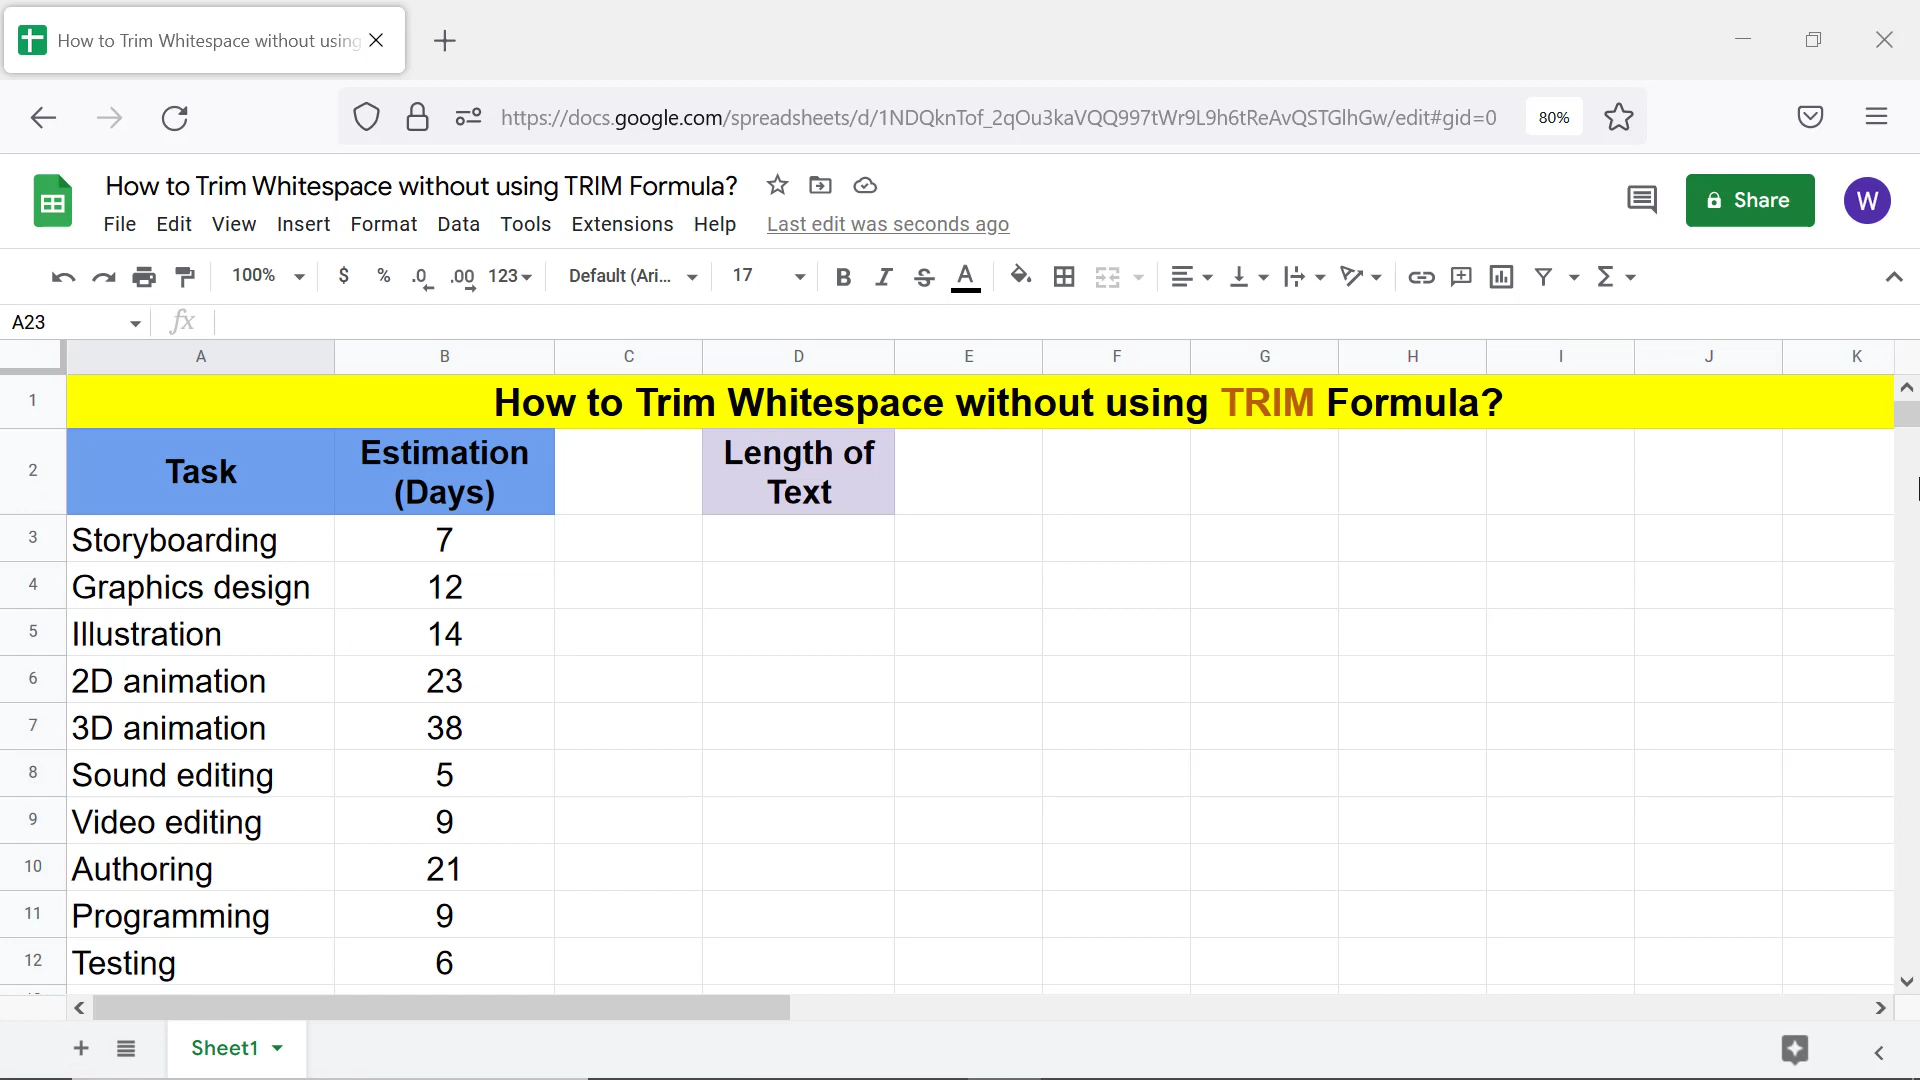 How to Trim Whitespace without using
https://docs.google.com/spreadsheets/d/1NDQknTof_2qOu3kaVQQ997tWr9L9h6tReAvQSTGlhGw/edit#gid=0 80%
How to Trim Whitespace without using TRIM Formula?
File Edit View Insert Format Data Tools Extensions Help Last edit was seconds ago
Share W
100% $ % .0 .00 123 Default (Ari... 17 B I S A Σ
A23 fx
A B C D E F G H I J K
1 How to Trim Whitespace without using TRIM Formula?
2 Task Estimation (Days) Length of Text
3 Storyboarding 7
4 Graphics design 12
5 Illustration 14
6 2D animation 23
7 3D animation 38
8 Sound editing 5
9 Video editing 9
10 Authoring 21
11 Programming 9
12 Testing 6
Sheet1